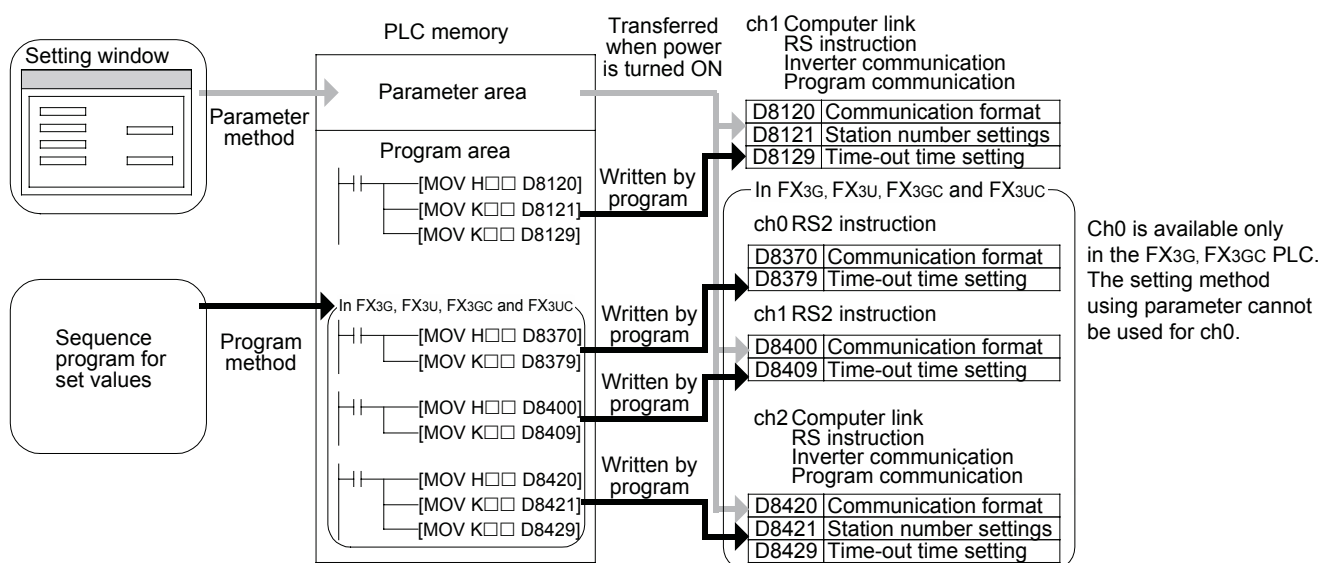 Setting window
Parameter
method
Sequence
program for
set values
Program
method
PLC memory
Parameter area
Program area
[MOV H□□ D8120]
[MOV K□□ D8121]
[MOV K□□ D8129]
In FX3G, FX3U, FX3GC and FX3UC
[MOV H□□ D8370]
[MOV K□□ D8379]
[MOV H□□ D8400]
[MOV K□□ D8409]
[MOV H□□ D8420]
[MOV K□□ D8421]
[MOV K□□ D8429]
Transferred
when power
is turned ON
Written by
program
Written by
program
Written by
program
Written by
program
ch1 Computer link
RS instruction
Inverter communication
Program communication
D8120 Communication format
D8121 Station number settings
D8129 Time-out time setting
In FX3G, FX3U, FX3GC and FX3UC
ch0 RS2 instruction
D8370 Communication format
D8379 Time-out time setting
ch1 RS2 instruction
D8400 Communication format
D8409 Time-out time setting
ch2 Computer link
RS instruction
Inverter communication
Program communication
D8420 Communication format
D8421 Station number settings
D8429 Time-out time setting
Ch0 is available only
in the FX3G, FX3GC PLC.
The setting method
using parameter cannot
be used for ch0.